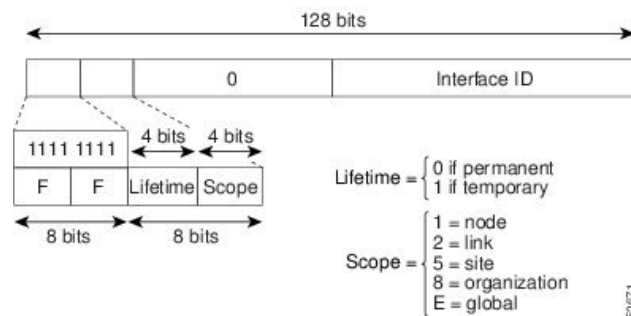 128 bits
0 Interface ID
4 bits 4 bits
1111 1111
F F Lifetime Scope
8 bits 8 bits
Lifetime = 0 if permanent
1 if temporary
Scope = 1 = node
2 = link
5 = site
8 = organization
E = global